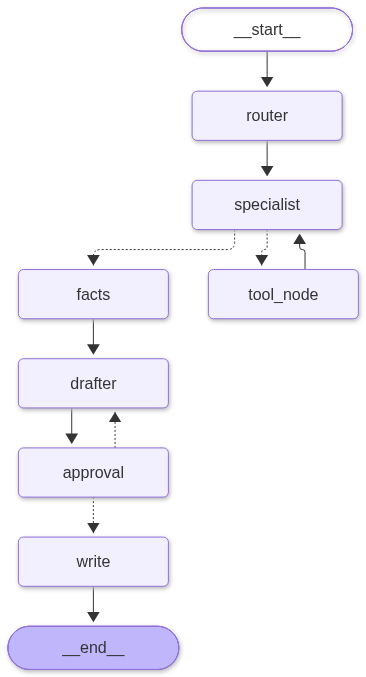 __start__
router
specialist
facts
tool_node
drafter
approval
write
__end__